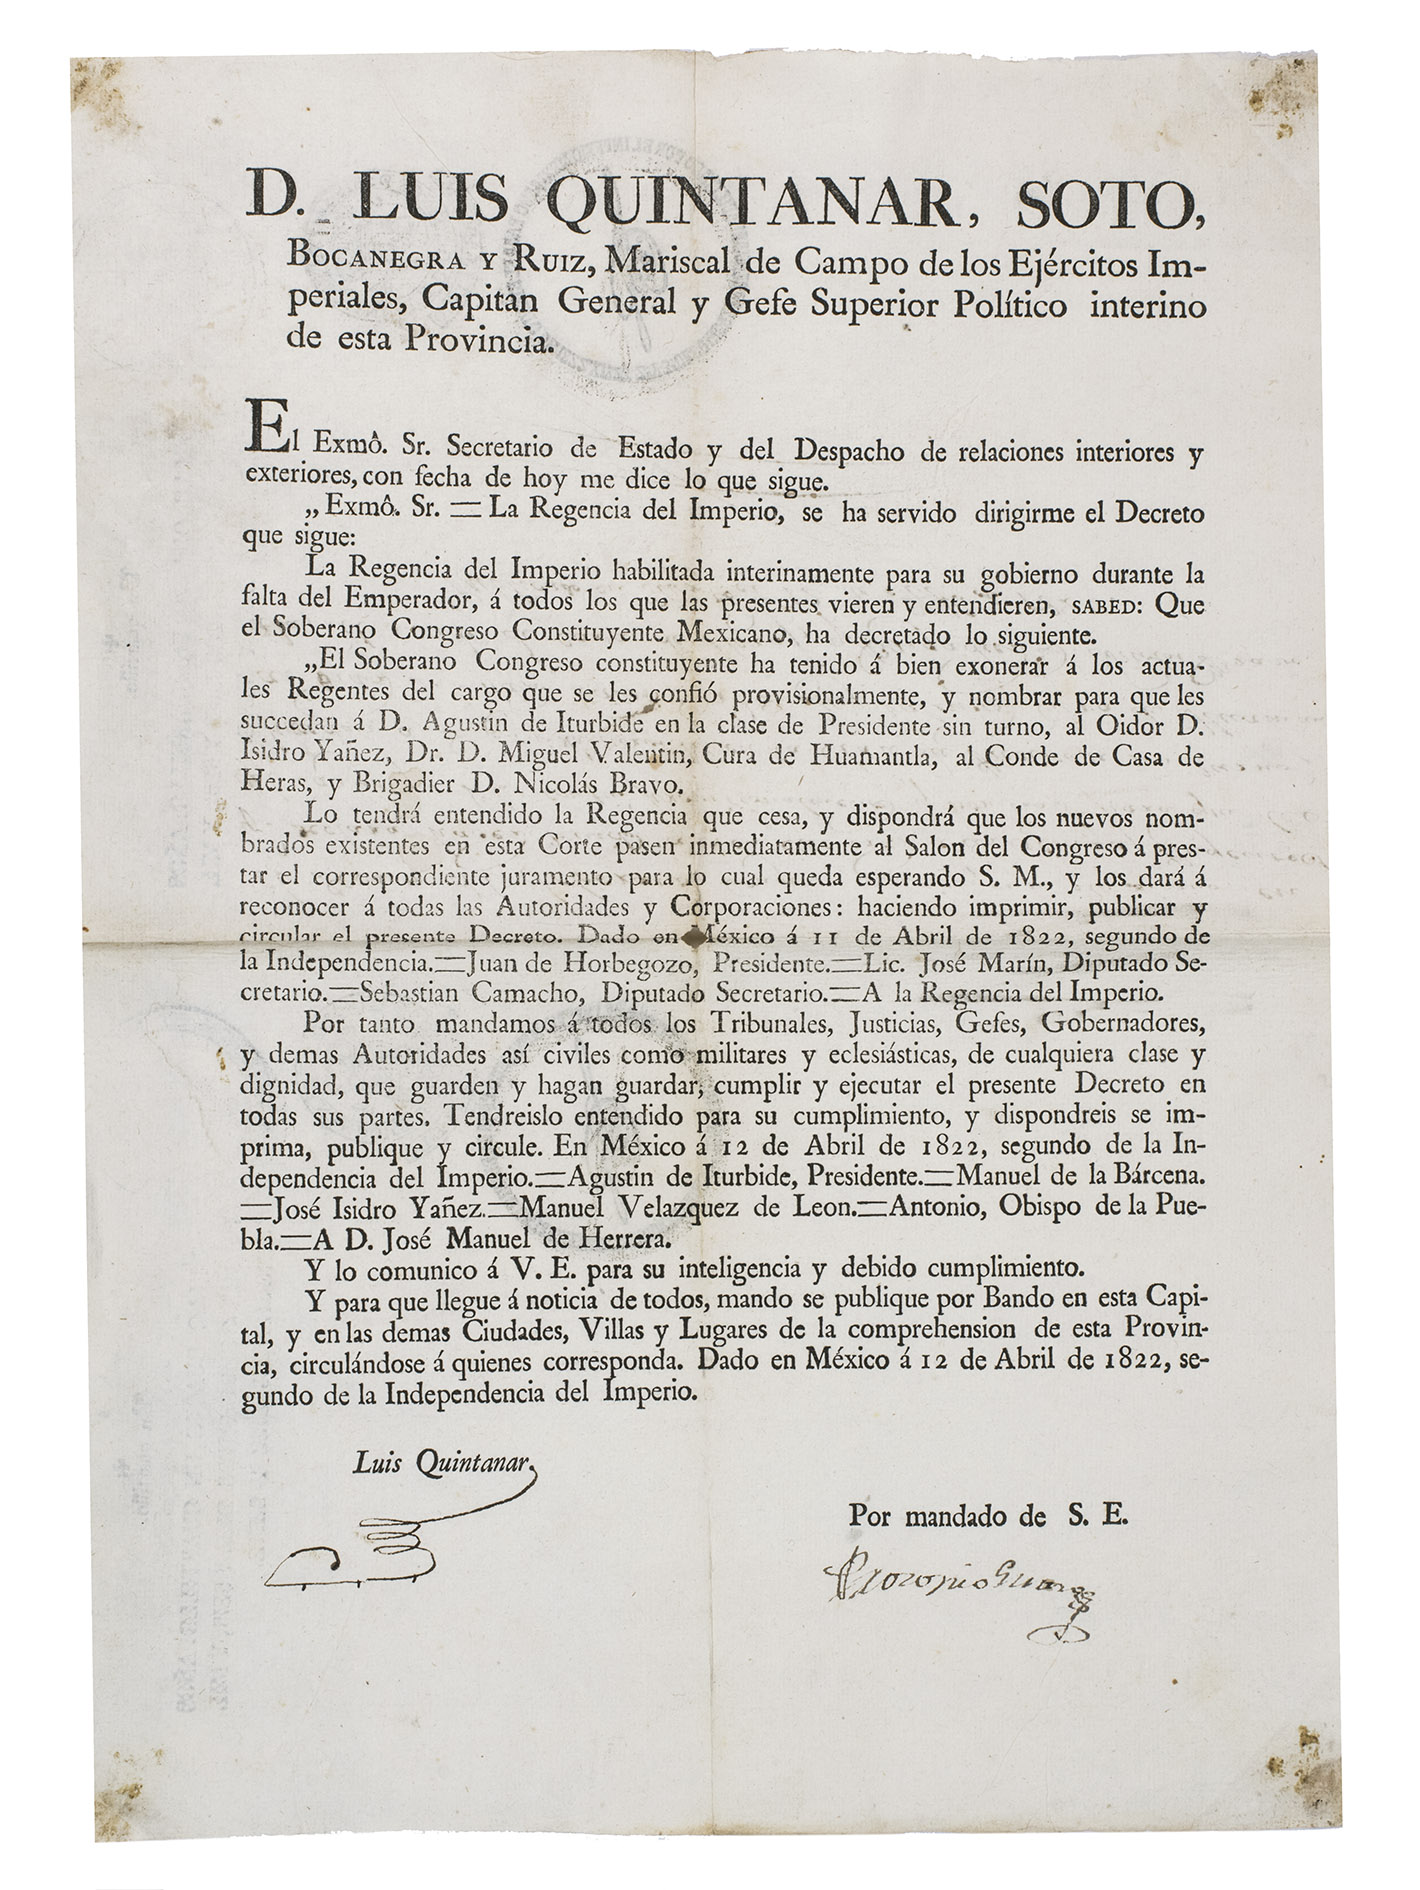 D. LUIS QUINTANAR, SOTO,
BOCANEGRA Y RUIZ, Mariscal de Campo de los Ejércitos Im-
periales, Capitan General y Gefe Superior Político interino
de esta Provincia.
El Exmô. Sr. Secretario de Estado y del Despacho de relaciones interiores y
exteriores, con fecha de hoy me dice lo que sigue.
„Exmô. Sr. = La Regencia del Imperio, se ha servido dirigirme el Decreto
que sigue:
La Regencia del Imperio habilitada interinamente para su gobierno durante la
falta del Emperador, á todos los que las presentes vieren y entendieren, SABED: Que
el Soberano Congreso Constituyente Mexicano, ha decretado lo siguiente.
„El Soberano Congreso constituyente ha tenido á bien exonerar á los actua-
les Regentes del cargo que se les confió provisionalmente, y nombrar para que les
succedan á D. Agustin de Iturbide en la clase de Presidente sin turno, al Oidor D.
Isidro Yañez, Dr. D. Miguel Valentin, Cura de Huamantla, al Conde de Casa de
Heras, y Brigadier D. Nicolás Bravo.
Lo tendrá entendido la Regencia que cesa, y dispondrá que los nuevos nom-
brados existentes en esta Corte pasen inmediatamente al Salon del Congreso á pres-
tar el correspondiente juramento para lo cual queda esperando S. M., y los dará á
reconocer á todas las Autoridades y Corporaciones: haciendo imprimir, publicar y
circular el presente Decreto. Dado en México á 11 de Abril de 1822, segundo de
la Independencia.=Juan de Horbegozo, Presidente.=Lic. José Marín, Diputado Se-
cretario.=Sebastian Camacho, Diputado Secretario.=A la Regencia del Imperio.
Por tanto mandamos á todos los Tribunales, Justicias, Gefes, Gobernadores,
y demas Autoridades así civiles como militares y eclesiásticas, de cualquiera clase y
dignidad, que guarden y hagan guardar, cumplir y ejecutar el presente Decreto en
todas sus partes. Tendreislo entendido para su cumplimiento, y dispondreis se im-
prima, publique y circule. En México á 12 de Abril de 1822, segundo de la In-
dependencia del Imperio.=Agustin de Iturbide, Presidente.=Manuel de la Bárcena.
=José Isidro Yañez.=Manuel Velazquez de Leon.=Antonio, Obispo de la Pue-
bla.=A D. José Manuel de Herrera.
Y lo comunico á V. E. para su inteligencia y debido cumplimiento.
Y para que llegue á noticia de todos, mando se publique por Bando en esta Capi-
tal, y en las demas Ciudades, Villas y Lugares de la comprehension de esta Provin-
cia, circulándose á quienes corresponda. Dado en México á 12 de Abril de 1822, se-
gundo de la Independencia del Imperio.
Luis Quintanar.
Por mandado de S. E.